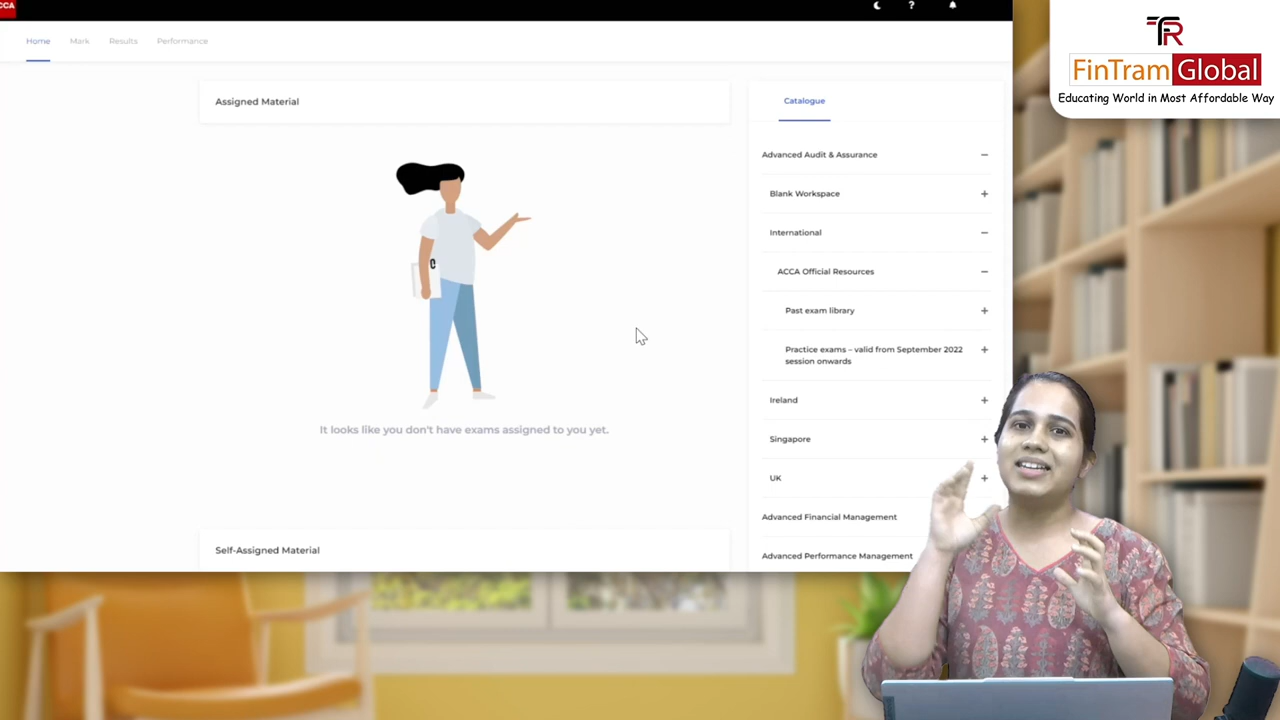 CCA
Home Mark Results Performance
Assigned Material
It looks like you don't have exams assigned to you yet.
Self-Assigned Material
Catalogue
Advanced Audit & Assurance
Blank Workspace
International
ACCA Official Resources
Past exam library
Practice exams – valid from September 2022
session onwards
Ireland
Singapore
UK
Advanced Financial Management
Advanced Performance Management
FinTram Global
Educating World in Most Affordable Way